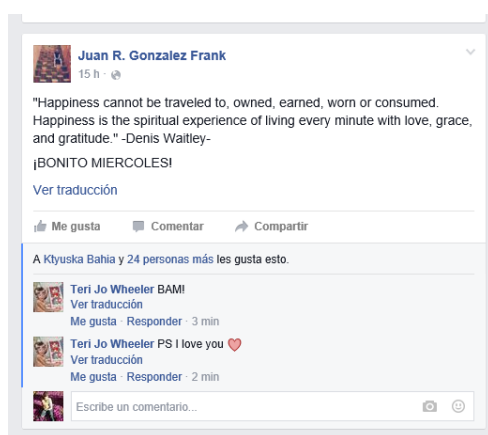 Juan R. Gonzalez Frank
15 h ·
"Happiness cannot be traveled to, owned, earned, worn or consumed.
Happiness is the spiritual experience of living every minute with love, grace,
and gratitude." -Denis Waitley-
¡BONITO MIERCOLES!
Ver traducción
Me gusta Comentar Compartir
A Ktyuska Bahia y 24 personas más les gusta esto.
Teri Jo Wheeler BAM!
Ver traducción
Me gusta · Responder · 3 min
Teri Jo Wheeler PS I love you
Ver traducción
Me gusta · Responder · 2 min
Escribe un comentario...